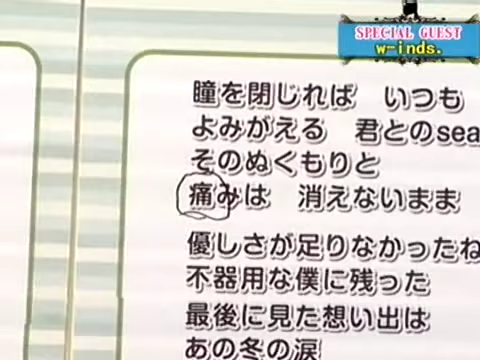 SPECIAL GUEST
w-inds.
瞳を閉じれば　いつも
よみがえる　君とのsea
そのぬくもりと
痛みは　消えないまま
優しさが足りなかったね
不器用な僕に残った
最後に見た想い出は
あの冬の涙